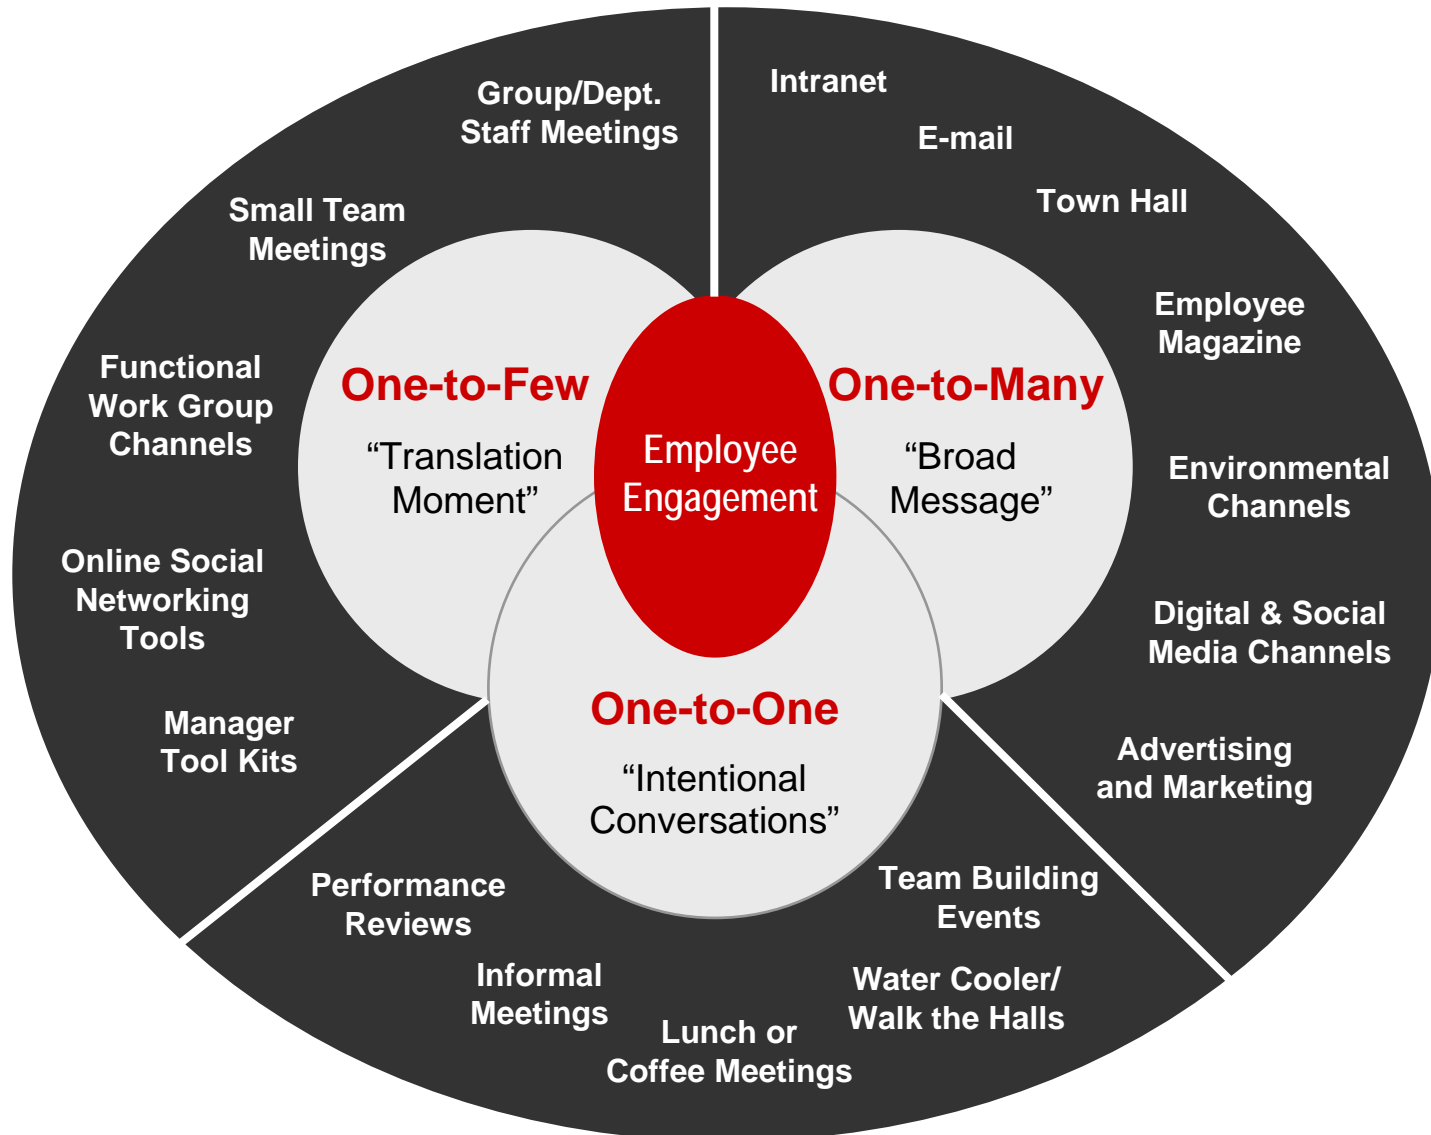 Group/Dept.
Staff Meetings
Small Team
Meetings
Functional
Work Group
Channels
Online Social
Networking
Tools
Manager
Tool Kits
Intranet
E-mail
Town Hall
Employee
Magazine
Environmental
Channels
Digital & Social
Media Channels
Advertising
and Marketing
One-to-Few
“Translation
Moment”
Employee
Engagement
One-to-Many
“Broad
Message”
One-to-One
“Intentional
Conversations”
Performance
Reviews
Informal
Meetings
Lunch or
Coffee Meetings
Water Cooler/
Walk the Halls
Team Building
Events